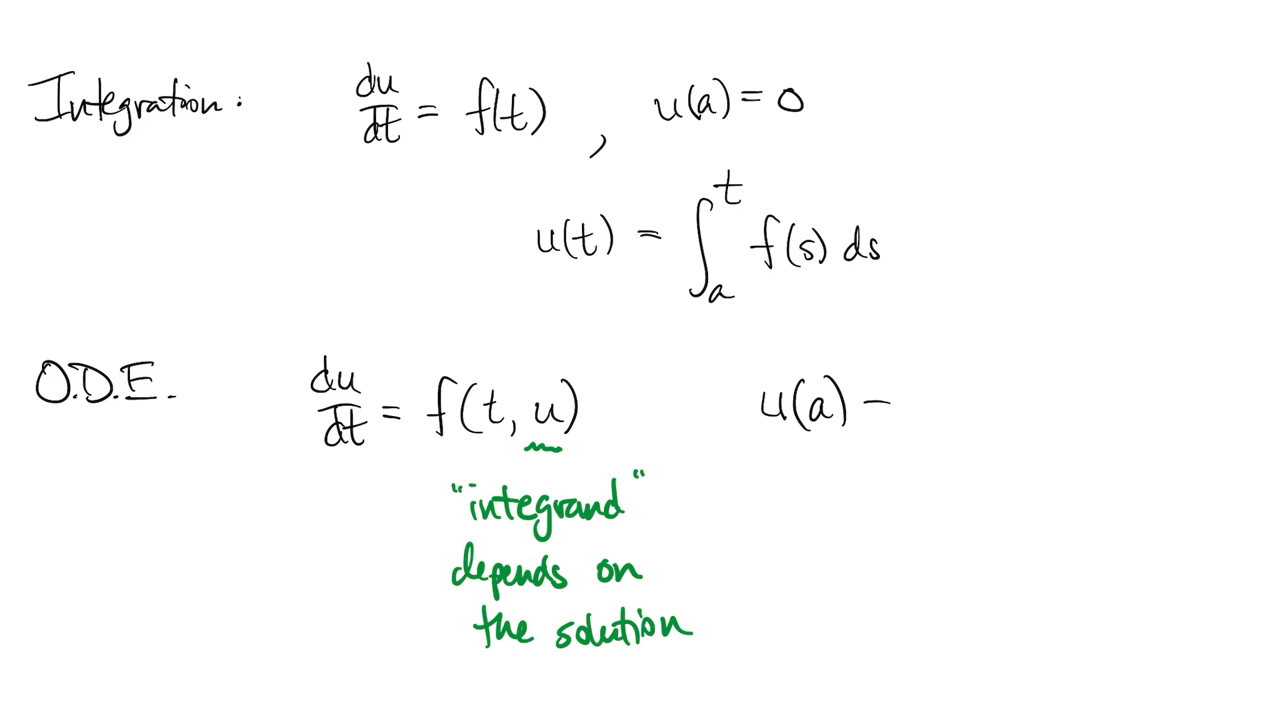 Integration: du/dt = f(t), u(a) = 0
u(t) = ∫_a^t f(s) ds
O.D.E. du/dt = f(t, u) u(a) −
"integrand"
depends on
the solution